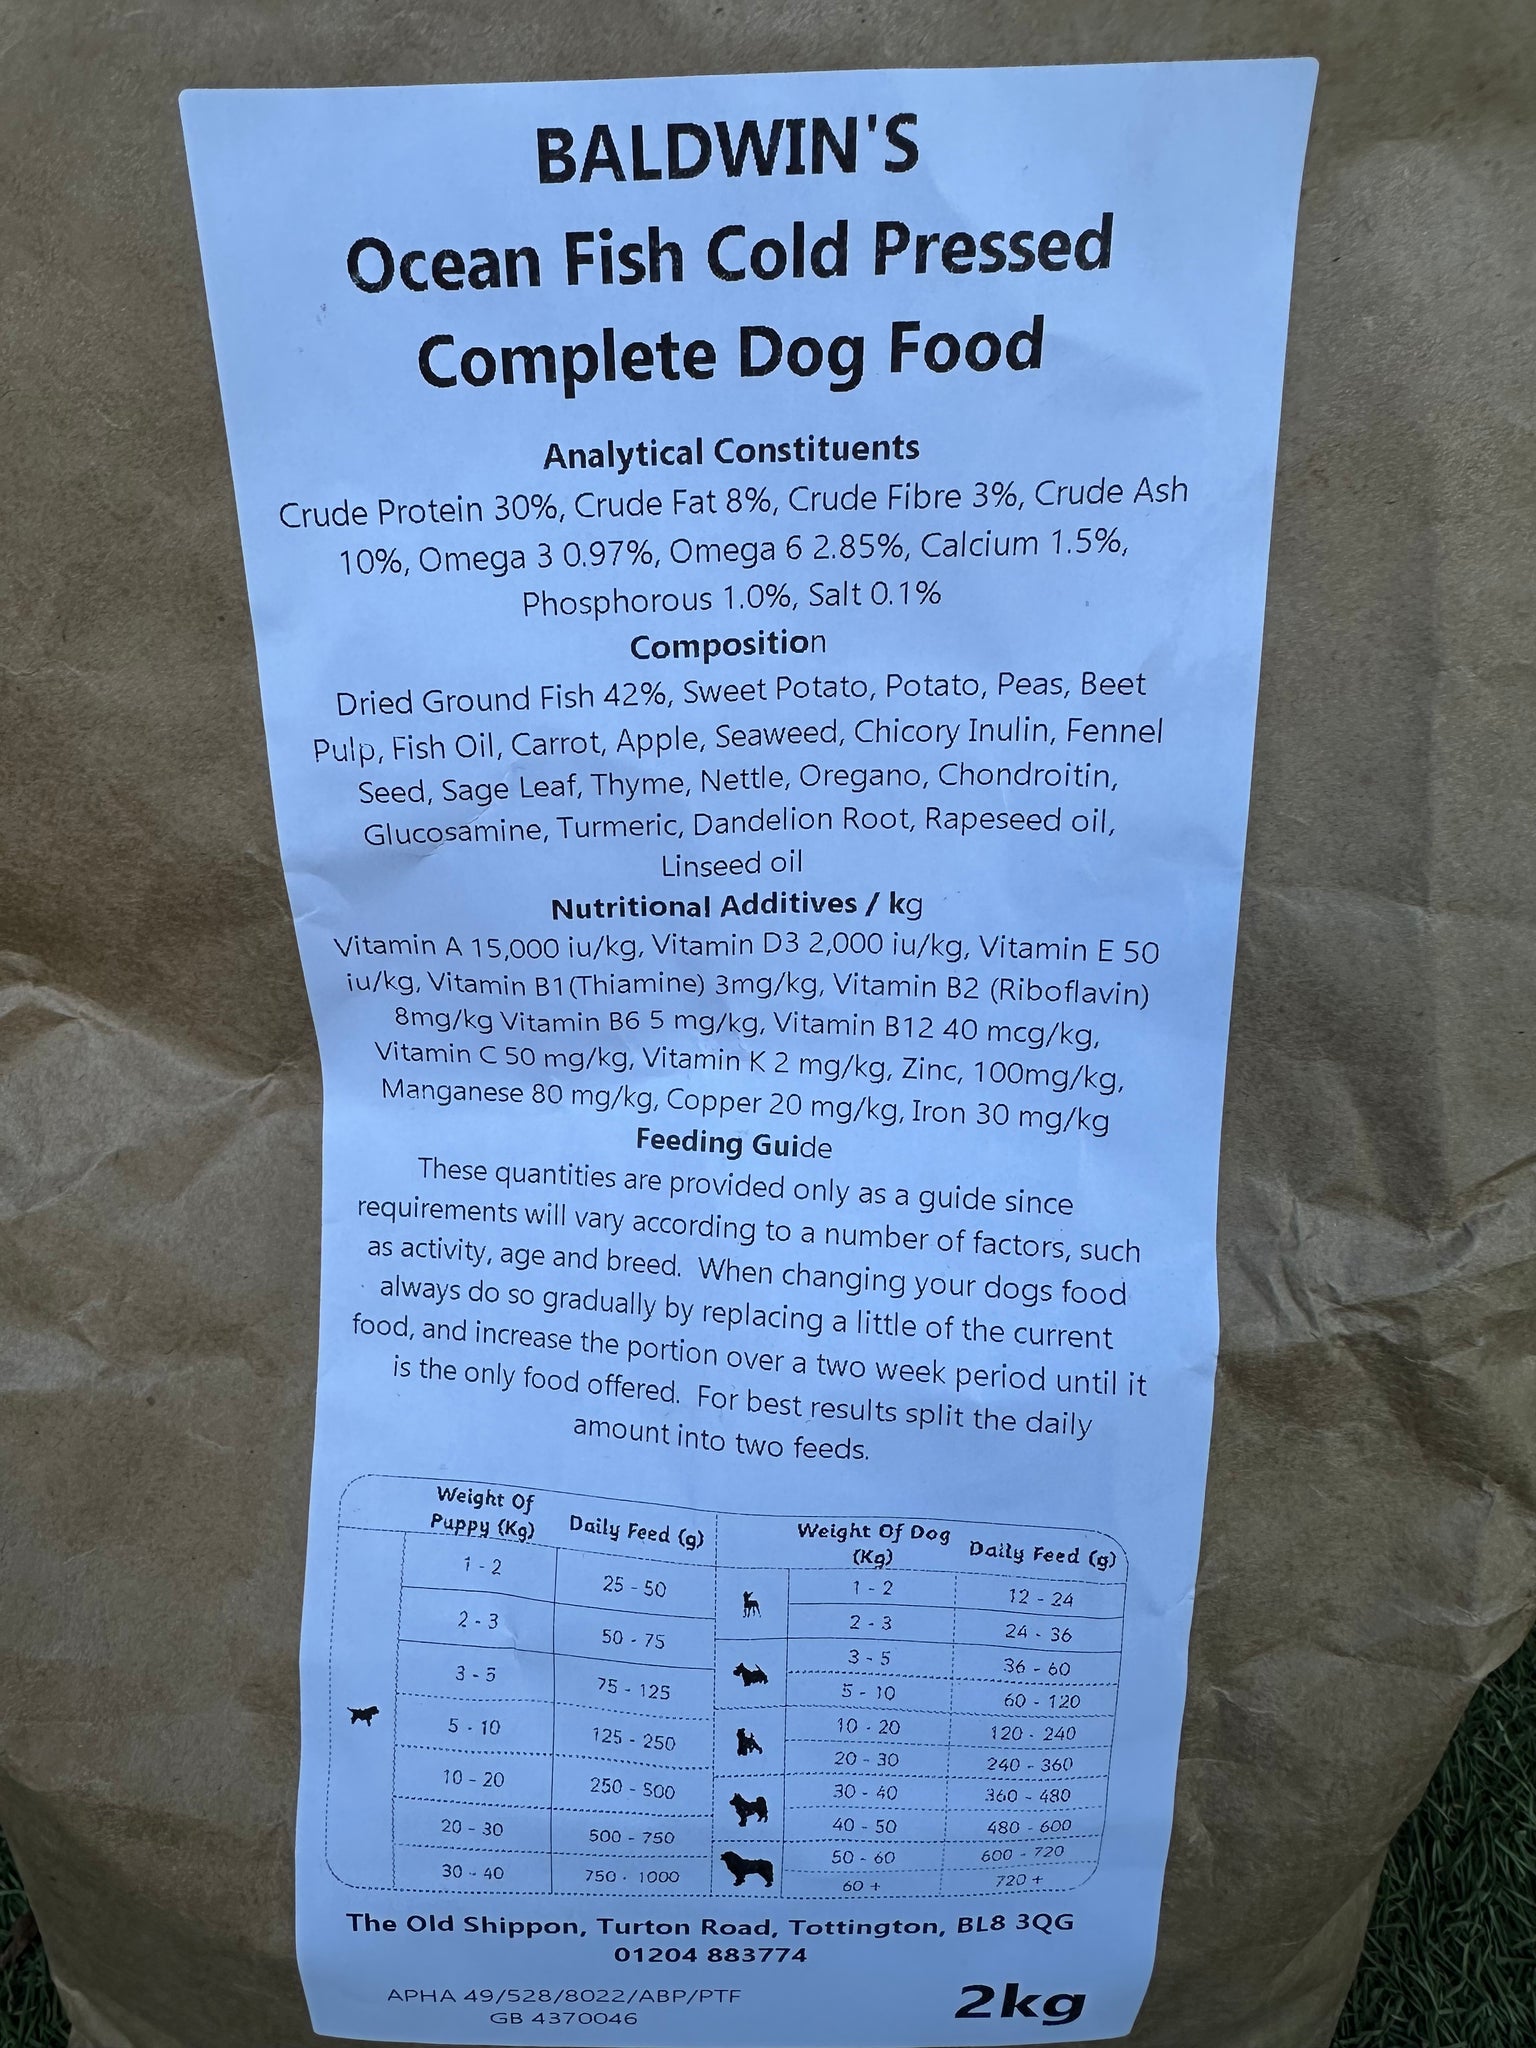 BALDWIN'S
Ocean Fish Cold Pressed
Complete Dog Food
Analytical Constituents
Crude Protein 30%, Crude Fat 8%, Crude Fibre 3%, Crude Ash
10%, Omega 3 0.97%, Omega 6 2.85%, Calcium 1.5%,
Phosphorous 1.0%, Salt 0.1%
Composition
Dried Ground Fish 42%, Sweet Potato, Potato, Peas, Beet
Pulp, Fish Oil, Carrot, Apple, Seaweed, Chicory Inulin, Fennel
Seed, Sage Leaf, Thyme, Nettle, Oregano, Chondroitin,
Glucosamine, Turmeric, Dandelion Root, Rapeseed oil,
Linseed oil
Nutritional Additives / kg
Vitamin A 15,000 iu/kg, Vitamin D3 2,000 iu/kg, Vitamin E 50
iu/kg, Vitamin B1(Thiamine) 3mg/kg, Vitamin B2 (Riboflavin)
8mg/kg Vitamin B6 5 mg/kg, Vitamin B12 40 mcg/kg,
Vitamin C 50 mg/kg, Vitamin K 2 mg/kg, Zinc, 100mg/kg,
Manganese 80 mg/kg, Copper 20 mg/kg, Iron 30 mg/kg
Feeding Guide
These quantities are provided only as a guide since
requirements will vary according to a number of factors, such
as activity, age and breed. When changing your dogs food
always do so gradually by replacing a little of the current
food, and increase the portion over a two week period until it
is the only food offered. For best results split the daily
amount into two feeds.
Weight Of Puppy (Kg) Daily Feed (g)
1 - 2 25 - 50
2 - 3 50 - 75
3 - 5 75 - 125
5 - 10 125 - 250
10 - 20 250 - 500
20 - 30 500 - 750
30 - 40 750 - 1000
Weight Of Dog (Kg) Daily Feed (g)
1 - 2 12 - 24
2 - 3 24 - 36
3 - 5 36 - 60
5 - 10 60 - 120
10 - 20 120 - 240
20 - 30 240 - 360
30 - 40 360 - 480
40 - 50 480 - 600
50 - 60 600 - 720
60 + 720 +
The Old Shippon, Turton Road, Tottington, BL8 3QG
01204 883774
APHA 49/528/8022/ABP/PTF
GB 4370046
2kg